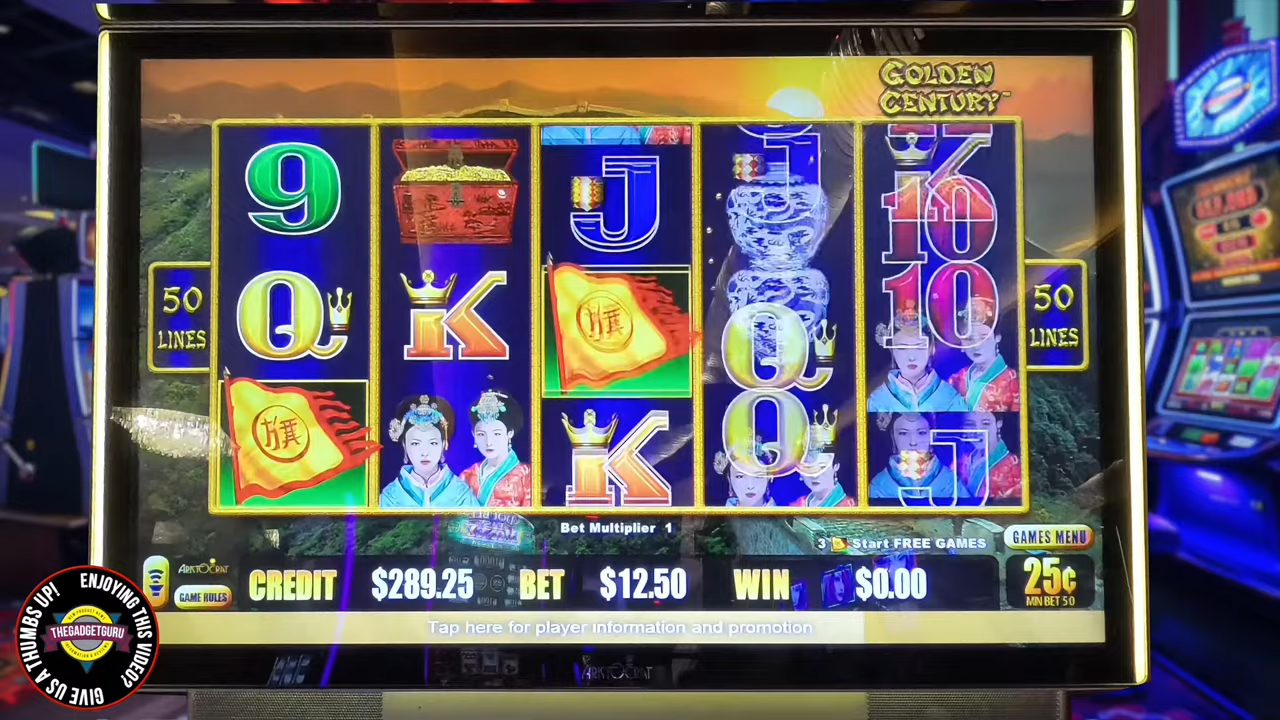 GOLDEN
CENTURY™
9
J
J
K
10
10
50
LINES
Q
K
旗
Q
50
LINES
旗
K
Q
J
Bet Multiplier 1
3 Start FREE GAMES
GAMES MENU
ARISTOCRAT
GAME RULES
CREDIT $289.25 BET $12.50 WIN $0.00
25¢
MIN BET 50
Tap here for player information and promotion
ARISTOCRAT
ENJOYING THIS VIDEO?
GIVE US A THUMBS UP!
THEGADGETGURU